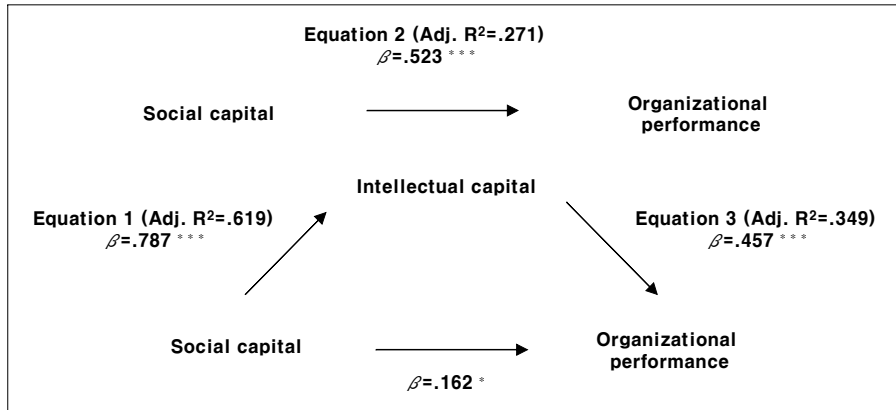 Equation 2 (Adj. R²=.271)
β=.523 ***
Social capital
Organizational
performance
Intellectual capital
Equation 1 (Adj. R²=.619)
β=.787 ***
Equation 3 (Adj. R²=.349)
β=.457 ***
Social capital
Organizational
performance
β=.162 *